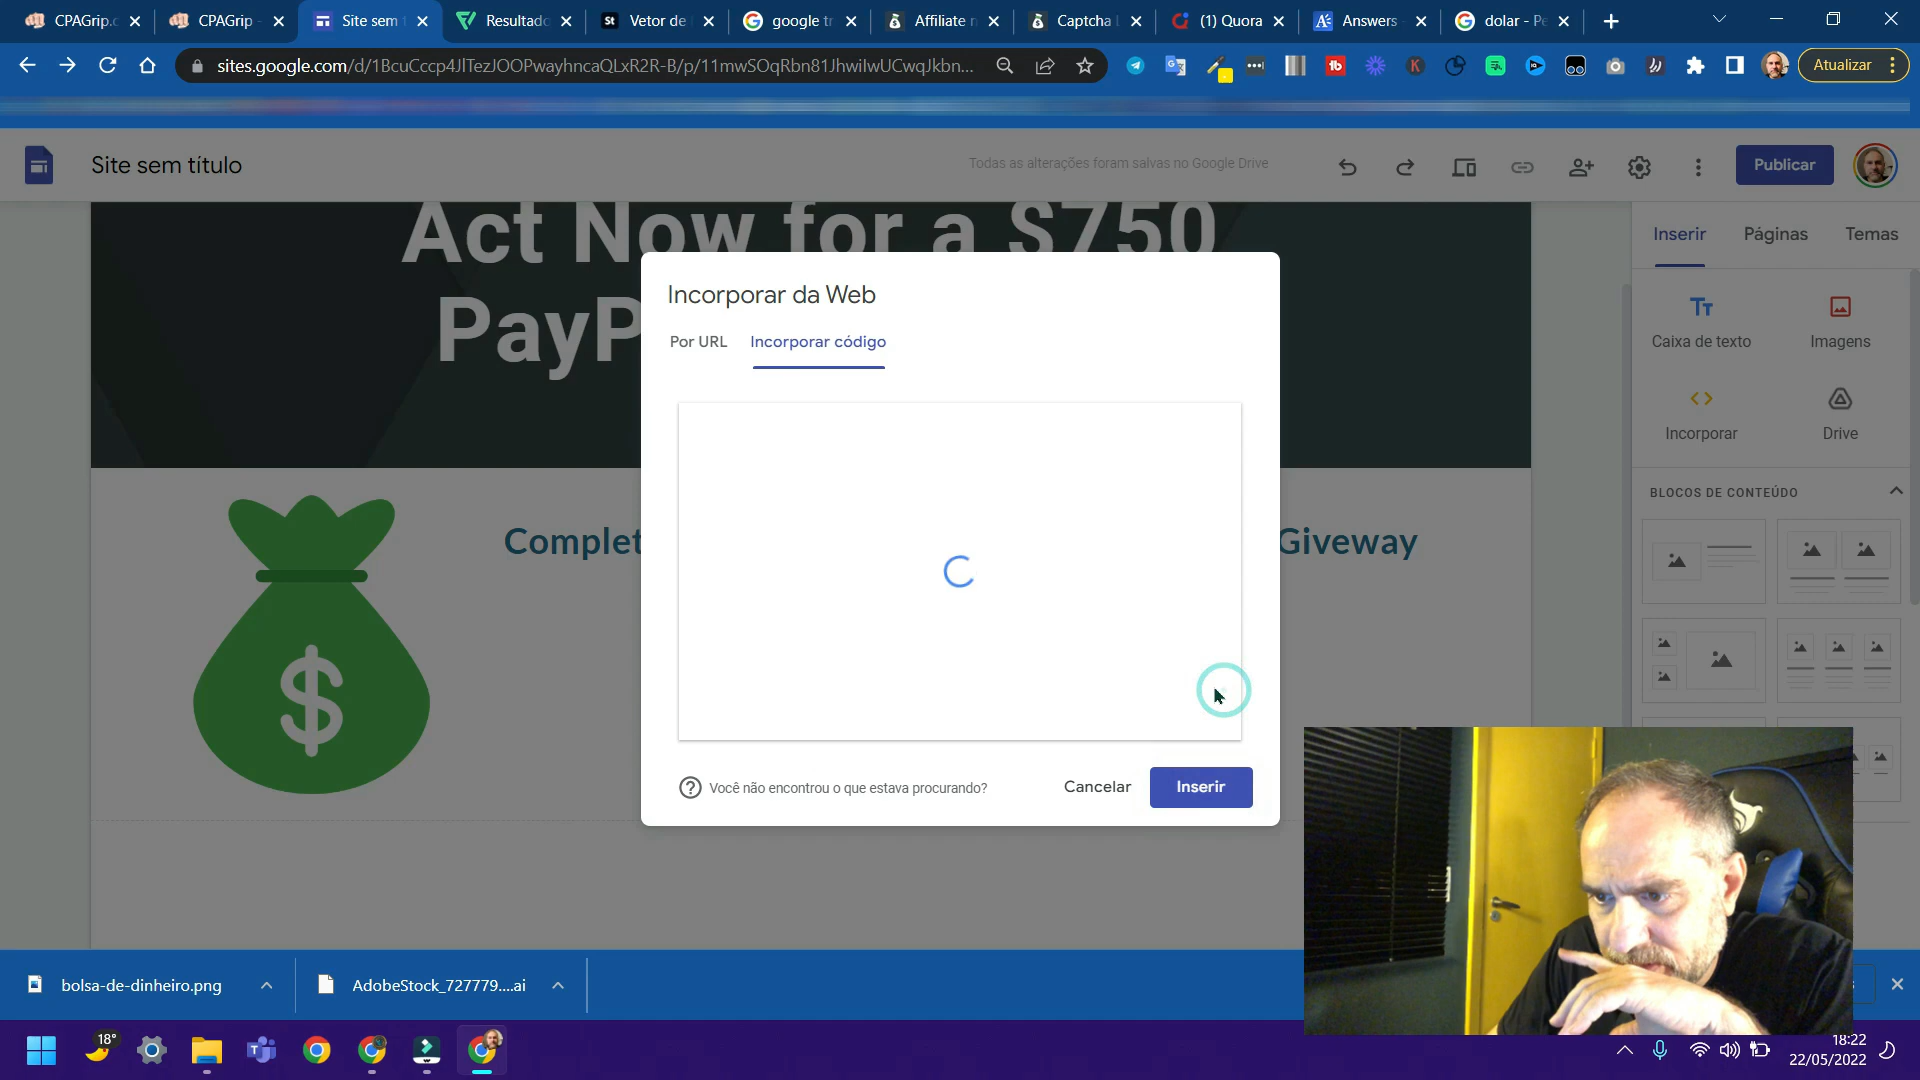 CPAGrip.c
CPAGrip -
Site sem t
Resultado
St
Vetor de
google tr
Affiliate n
Captcha L
(1) Quora
Answers -
dolar - Pe
sites.google.com/d/1BcuCccp4JlTezJOOPwayhncaQLxR2R-B/p/11mwSOqRbn81JhwiIwUCwqJkbn...
Atualizar
Site sem título
Todas as alterações foram salvas no Google Drive
Publicar
Act Now for a $750
PayP
Inserir
Páginas
Temas
Incorporar da Web
Por URL
Incorporar código
Caixa de texto
Imagens
Incorporar
Drive
BLOCOS DE CONTEÚDO
Complet
Giveway
$
Você não encontrou o que estava procurando?
Cancelar
Inserir
bolsa-de-dinheiro.png
AdobeStock_727779....ai
18°
18:22
22/05/2022